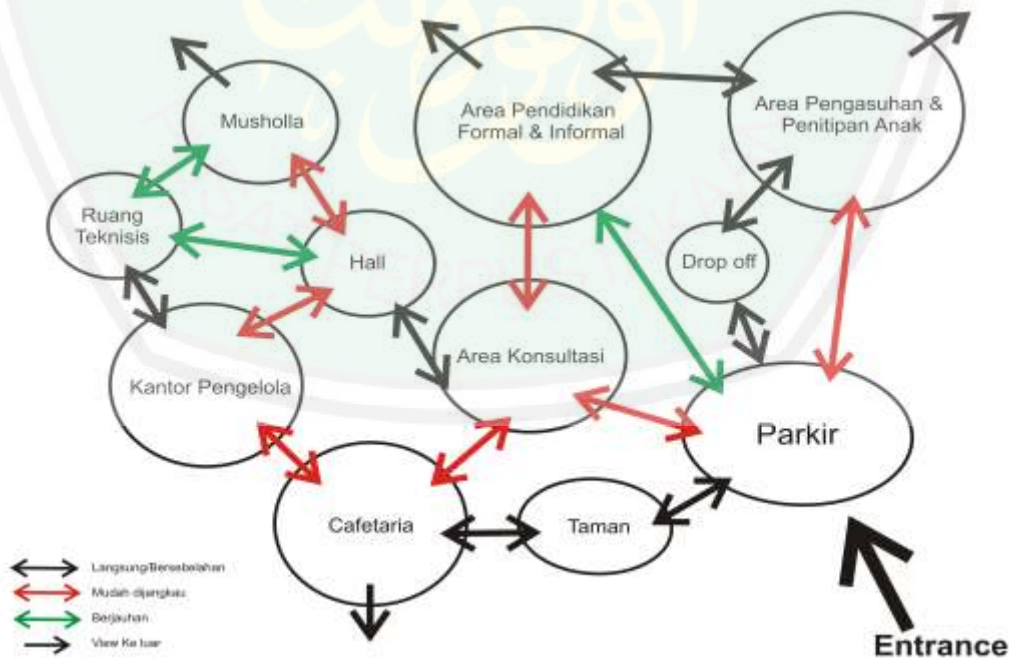 Musholla
Area Pendidikan
Formal & Informal
Area Pengasuhan &
Penitipan Anak
Ruang
Teknisis
Hall
Drop off
Area Konsultasi
Kantor Pengelola
Parkir
Cafetaria
Taman
Langsung/Bersebelahan
Mudah dijangkau
Berjauhan
View Ke luar
Entrance